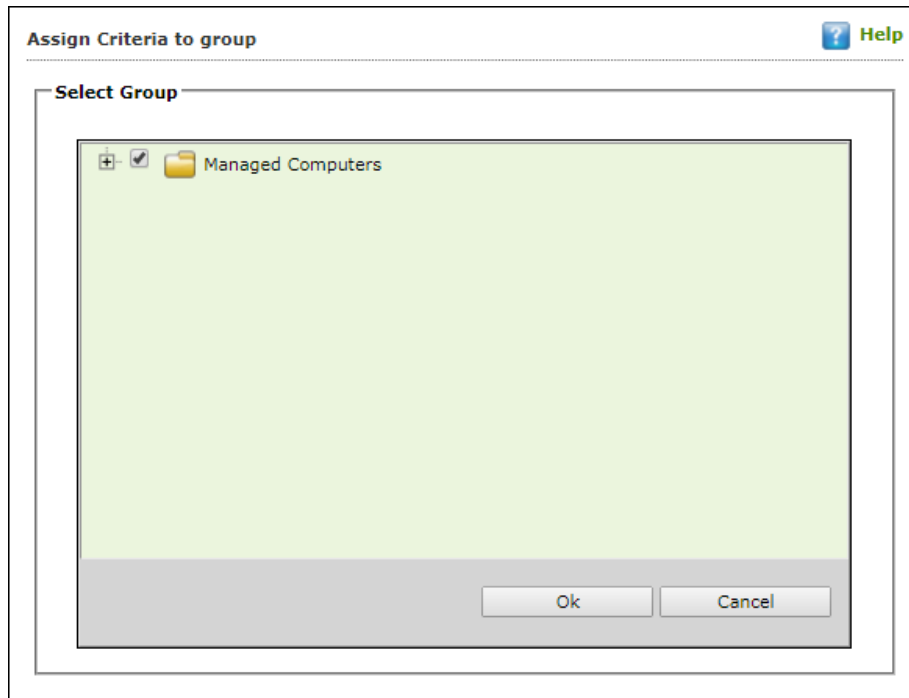 Assign Criteria to group
Help
Select Group
Managed Computers
Ok Cancel